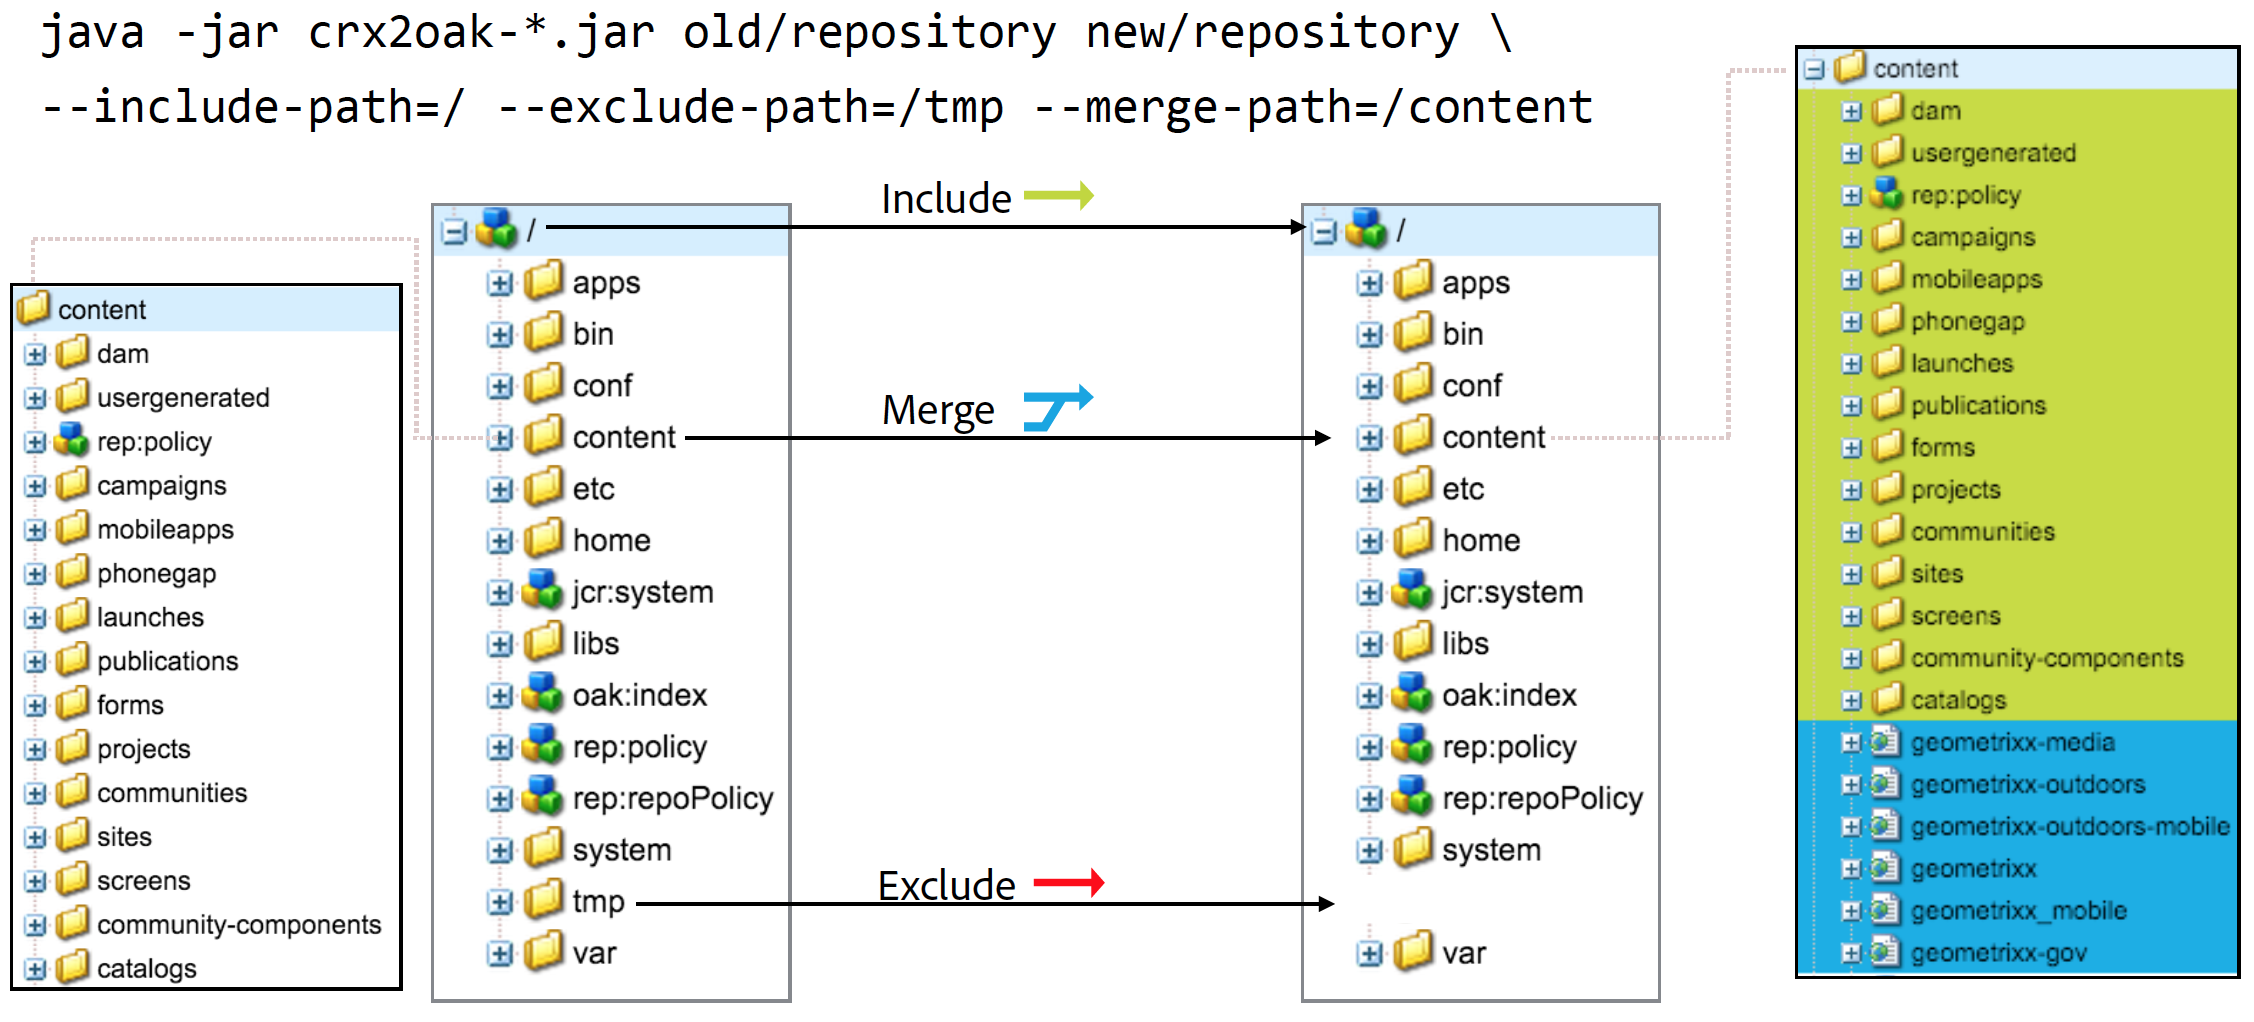 java -jar crx2oak-*.jar old/repository new/repository \
--include-path=/ --exclude-path=/tmp --merge-path=/content
content
dam
usergenerated
rep:policy
campaigns
mobileapps
phonegap
launches
publications
forms
projects
communities
sites
screens
community-components
catalogs
/
apps
bin
conf
content
etc
home
jcr:system
libs
oak:index
rep:policy
rep:repoPolicy
system
tmp
var
Include
Merge
Exclude
/
apps
bin
conf
content
etc
home
jcr:system
libs
oak:index
rep:policy
rep:repoPolicy
system
var
content
dam
usergenerated
rep:policy
campaigns
mobileapps
phonegap
launches
publications
forms
projects
communities
sites
screens
community-components
catalogs
geometrixx-media
geometrixx-outdoors
geometrixx-outdoors-mobile
geometrixx
geometrixx_mobile
geometrixx-gov